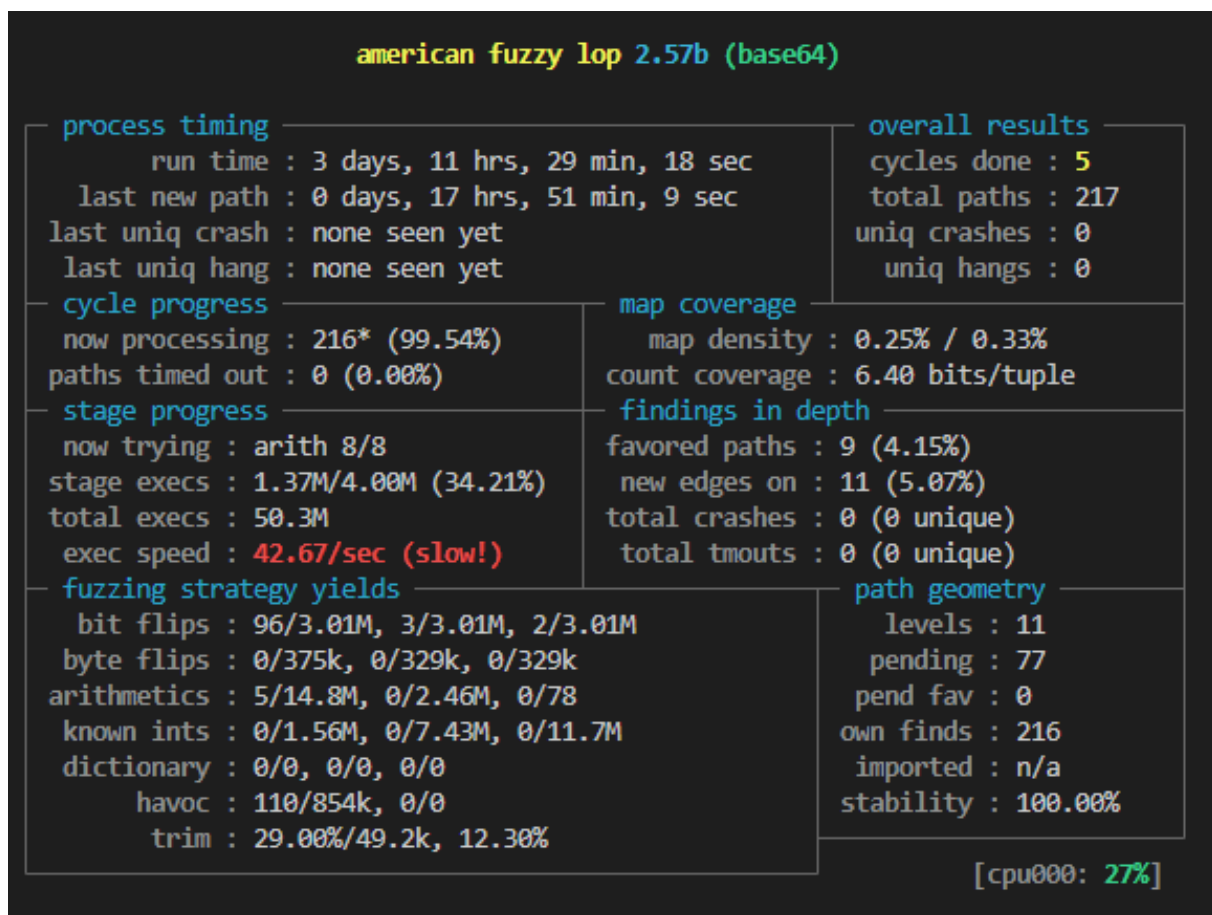 american fuzzy lop 2.57b (base64)
process timing
run time : 3 days, 11 hrs, 29 min, 18 sec
last new path : 0 days, 17 hrs, 51 min, 9 sec
last uniq crash : none seen yet
last uniq hang : none seen yet
overall results
cycles done : 5
total paths : 217
uniq crashes : 0
uniq hangs : 0
cycle progress
now processing : 216* (99.54%)
paths timed out : 0 (0.00%)
map coverage
map density : 0.25% / 0.33%
count coverage : 6.40 bits/tuple
stage progress
now trying : arith 8/8
stage execs : 1.37M/4.00M (34.21%)
total execs : 50.3M
exec speed : 42.67/sec (slow!)
findings in depth
favored paths : 9 (4.15%)
new edges on : 11 (5.07%)
total crashes : 0 (0 unique)
total tmouts : 0 (0 unique)
fuzzing strategy yields
bit flips : 96/3.01M, 3/3.01M, 2/3.01M
byte flips : 0/375k, 0/329k, 0/329k
arithmetics : 5/14.8M, 0/2.46M, 0/78
known ints : 0/1.56M, 0/7.43M, 0/11.7M
dictionary : 0/0, 0/0, 0/0
havoc : 110/854k, 0/0
trim : 29.00%/49.2k, 12.30%
path geometry
levels : 11
pending : 77
pend fav : 0
own finds : 216
imported : n/a
stability : 100.00%
[cpu000: 27%]